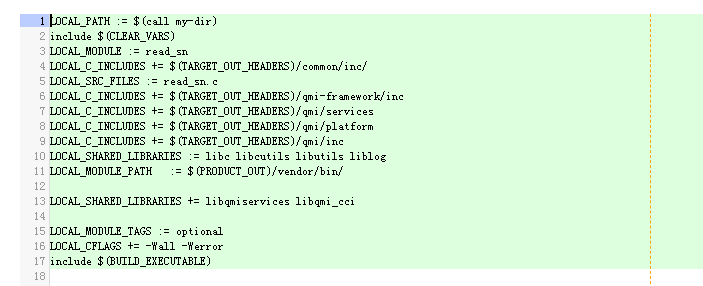 1 LOCAL_PATH := $(call my-dir)
2 include $(CLEAR_VARS)
3 LOCAL_MODULE := read_sn
4 LOCAL_C_INCLUDES += $(TARGET_OUT_HEADERS)/common/inc/
5 LOCAL_SRC_FILES := read_sn.c
6 LOCAL_C_INCLUDES += $(TARGET_OUT_HEADERS)/qmi-framework/inc
7 LOCAL_C_INCLUDES += $(TARGET_OUT_HEADERS)/qmi/services
8 LOCAL_C_INCLUDES += $(TARGET_OUT_HEADERS)/qmi/platform
9 LOCAL_C_INCLUDES += $(TARGET_OUT_HEADERS)/qmi/inc
10 LOCAL_SHARED_LIBRARIES := libc libcutils libutils liblog
11 LOCAL_MODULE_PATH   := $(PRODUCT_OUT)/vendor/bin/
12
13 LOCAL_SHARED_LIBRARIES += libqmiservices libqmi_cci
14
15 LOCAL_MODULE_TAGS := optional
16 LOCAL_CFLAGS += -Wall -Werror
17 include $(BUILD_EXECUTABLE)
18